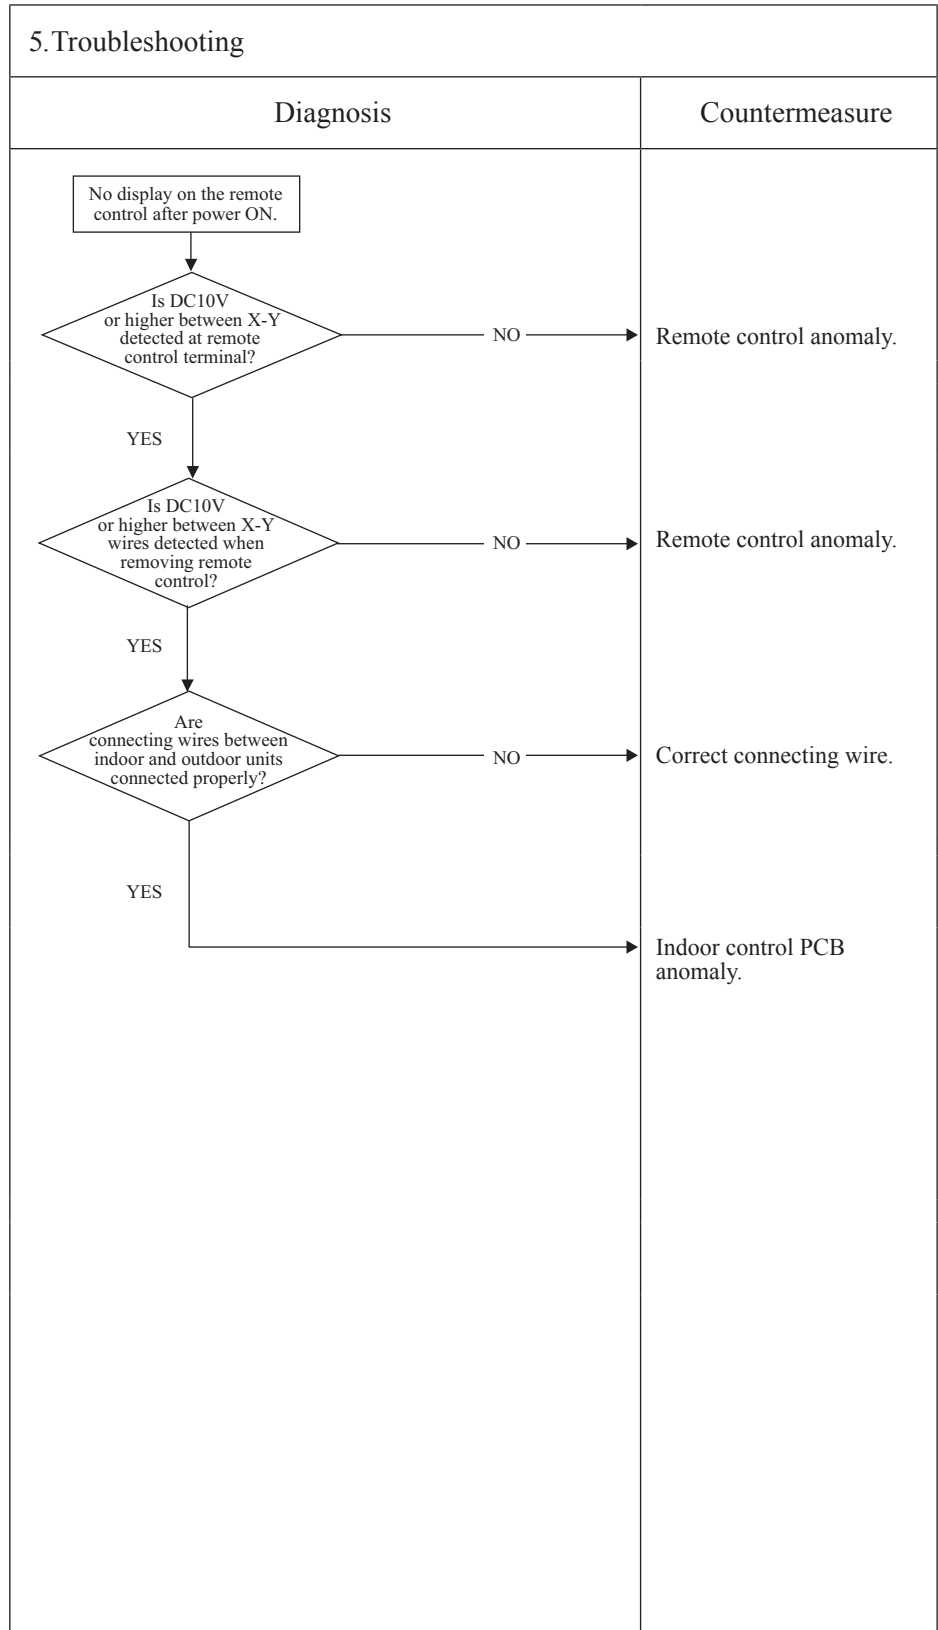 5.Troubleshooting
Diagnosis
Countermeasure
No display on the remote
control after power ON.
Is DC10V
or higher between X-Y
detected at remote
control terminal?
NO
Remote control anomaly.
YES
Is DC10V
or higher between X-Y
wires detected when
removing remote
control?
NO
Remote control anomaly.
YES
Are
connecting wires between
indoor and outdoor units
connected properly?
NO
Correct connecting wire.
YES
Indoor control PCB
anomaly.